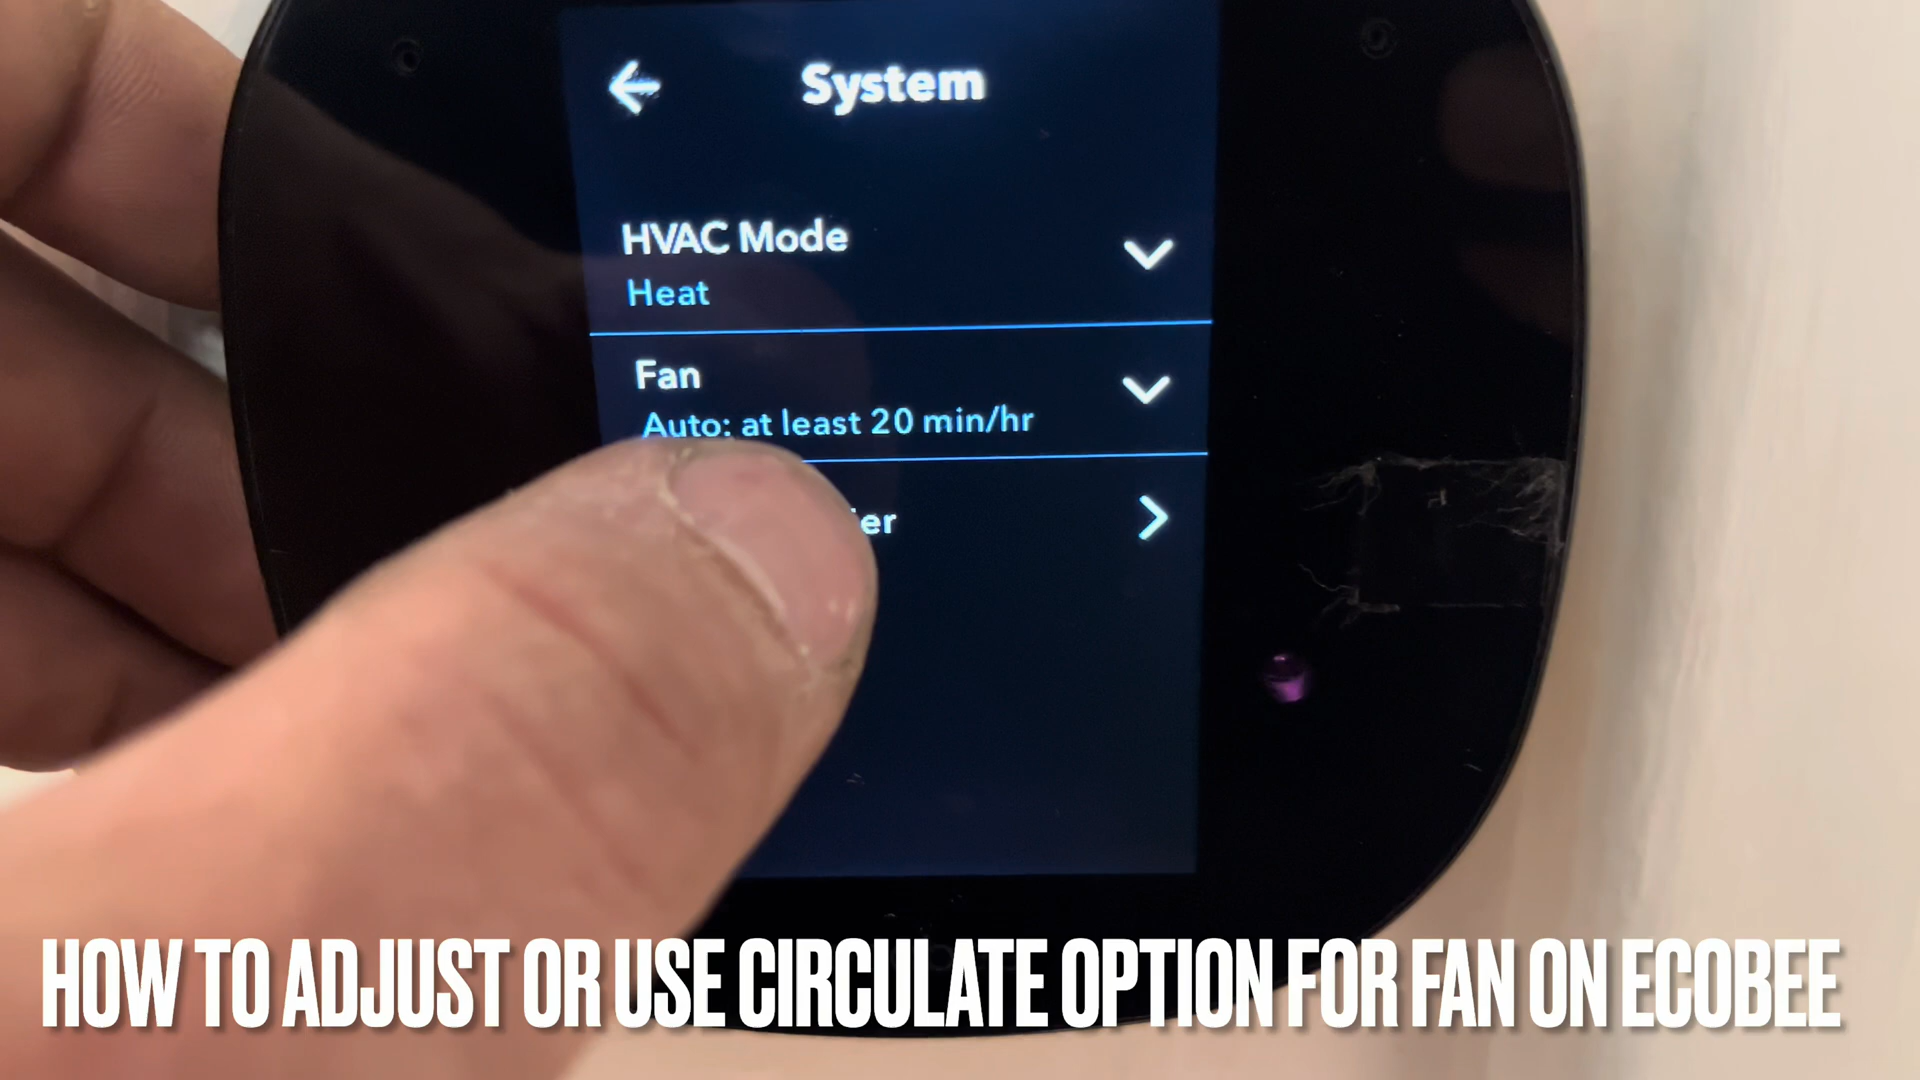 System
HVAC Mode
Heat
Fan
Auto: at least 20 min/hr
HOW TO ADJUST OR USE CIRCULATE OPTION FOR FAN ON ECOBEE